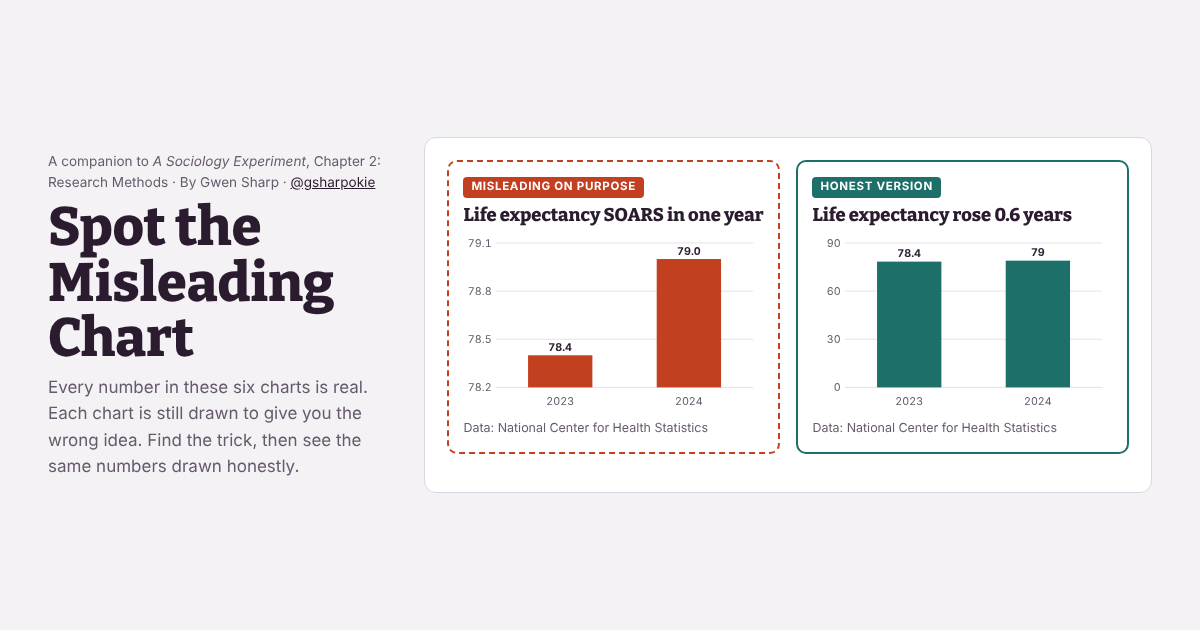 A companion to A Sociology Experiment, Chapter 2:
Research Methods · By Gwen Sharp · @gsharpokie
Spot the
Misleading
Chart
Every number in these six charts is real.
Each chart is still drawn to give you the
wrong idea. Find the trick, then see the
same numbers drawn honestly.
MISLEADING ON PURPOSE
Life expectancy SOARS in one year
79.1
79.0
78.8
78.5
78.4
78.2
2023 2024
Data: National Center for Health Statistics
HONEST VERSION
Life expectancy rose 0.6 years
90
78.4 79
60
30
0
2023 2024
Data: National Center for Health Statistics